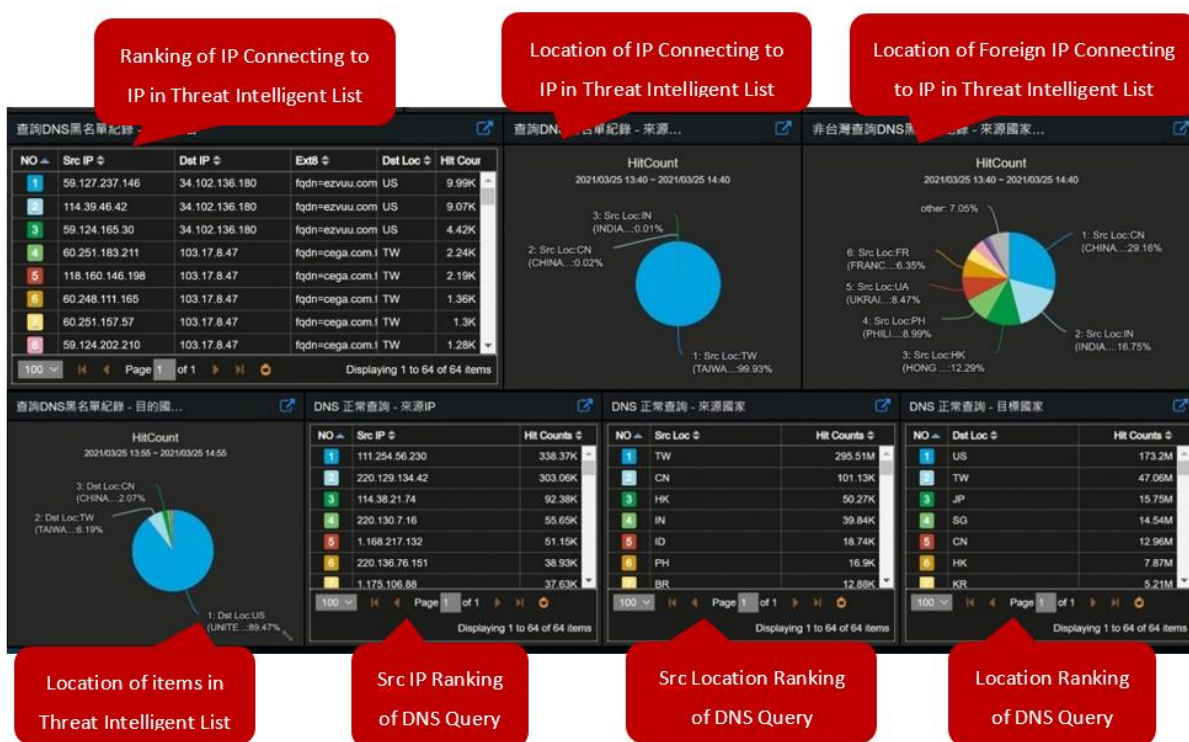 Ranking of IP Connecting to
IP in Threat Intelligent List
Location of IP Connecting to
IP in Threat Intelligent List
Location of Foreign IP Connecting
to IP in Threat Intelligent List
查詢DNS黑名單紀錄 -
NO Src IP Dst IP Ext8 Dst Loc Hit Cour
1 59.127.237.146 34.102.136.180 fqdn=ezvuu.com US 9.99K
2 114.39.46.42 34.102.136.180 fqdn=ezvuu.com US 9.07K
3 59.124.165.30 34.102.136.180 fqdn=ezvuu.com US 4.42K
4 60.251.183.211 103.17.8.47 fqdn=cega.com.t TW 2.24K
5 118.160.146.198 103.17.8.47 fqdn=cega.com.t TW 2.19K
6 60.248.111.165 103.17.8.47 fqdn=cega.com.t TW 1.36K
7 60.251.157.57 103.17.8.47 fqdn=cega.com.t TW 1.3K
8 59.124.202.210 103.17.8.47 fqdn=cega.com.t TW 1.28K
100 Page 1 of 1 Displaying 1 to 64 of 64 items
查詢DNS 單紀錄 - 來源...
HitCount
2021/03/25 13:40 ~ 2021/03/25 14:40
3: Src Loc:IN
(INDIA...:0.01%
2: Src Loc:CN
(CHINA...:0.02%
1: Src Loc:TW
(TAIWA...:99.93%
非台灣查詢DNS 紀錄 - 來源國家...
HitCount
2021/03/25 13:40 ~ 2021/03/25 14:40
other: 7.05%
1: Src Loc:CN
(CHINA...:29.16%
6: Src Loc:FR
(FRANC...:6.35%
5: Src Loc:UA
(UKRAI...:8.47%
4: Src Loc:PH
(PHILI...:8.99%
2: Src Loc:IN
(INDIA...:16.75%
3: Src Loc:HK
(HONG ...:12.29%
查詢DNS黑名單紀錄 - 目的國...
HitCount
2021/03/25 13:55 ~ 2021/03/25 14:55
3: Dst Loc:CN
(CHINA...:2.07%
2: Dst Loc:TW
(TAIWA...:6.19%
1: Dst Loc:US
(UNITE...:89.47%
DNS 正常查詢 - 來源IP
NO Src IP Hit Counts
1 111.254.56.230 338.37K
2 220.129.134.42 303.06K
3 114.38.21.74 92.38K
4 220.130.7.16 55.65K
5 1.168.217.132 51.15K
6 220.136.76.151 38.93K
7 1.175.106.88 37.63K
100 Page 1 of 1
Displaying 1 to 64 of 64 items
DNS 正常查詢 - 來源國家
NO Src Loc Hit Counts
1 TW 295.51M
2 CN 101.13K
3 HK 50.27K
4 IN 39.84K
5 ID 18.74K
6 PH 16.9K
7 BR 12.88K
100 Page 1 of 1
Displaying 1 to 64 of 64 items
DNS 正常查詢 - 目標國家
NO Dst Loc Hit Counts
1 US 173.2M
2 TW 47.06M
3 JP 15.75M
4 SG 14.54M
5 CN 12.96M
6 HK 7.87M
7 KR 5.21M
100 Page 1 of 1
Displaying 1 to 64 of 64 items
Location of items in
Threat Intelligent List
Src IP Ranking
of DNS Query
Src Location Ranking
of DNS Query
Location Ranking
of DNS Query